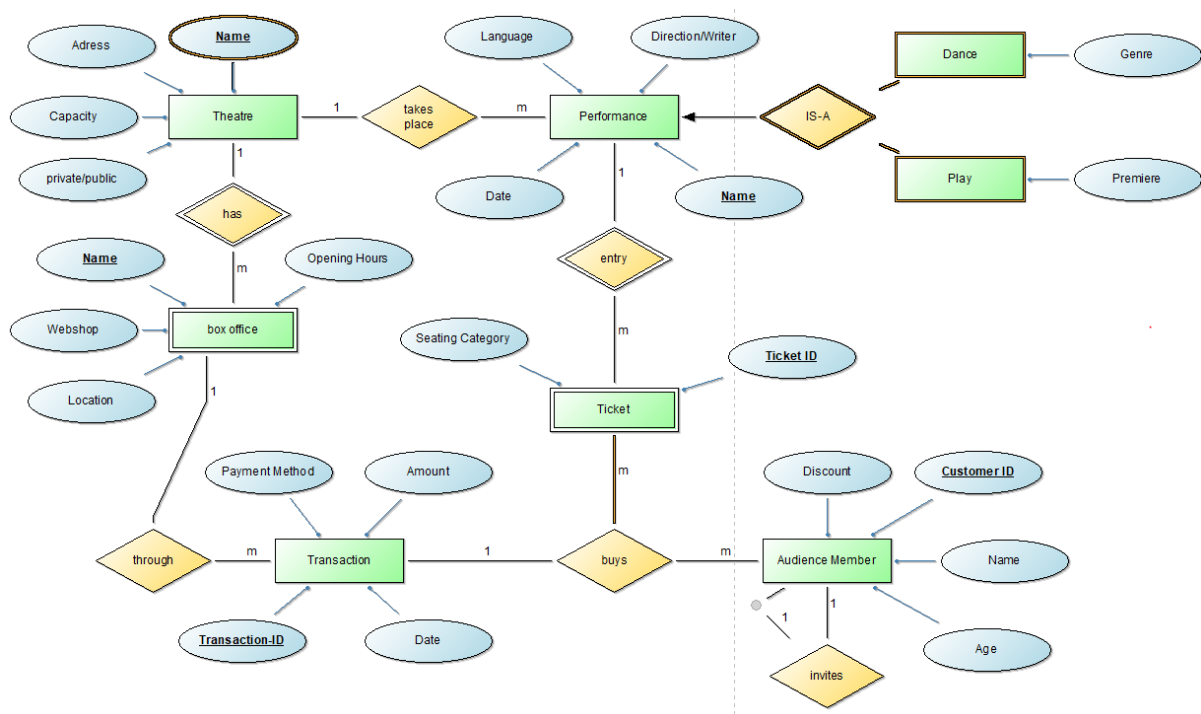 Name
Adress
Language
Direction/Writer
Dance
Genre
Capacity
Theatre
1
takes
place
m
Performance
IS-A
private/public
1
Date
Name
1
Play
Premiere
has
Name
Opening Hours
m
entry
Webshop
box office
Seating Category
m
Ticket ID
Location
1
Ticket
Payment Method
Amount
m
Discount
Customer ID
through
m
Transaction
1
buys
m
Audience Member
Name
Transaction-ID
Date
1
1
Age
invites